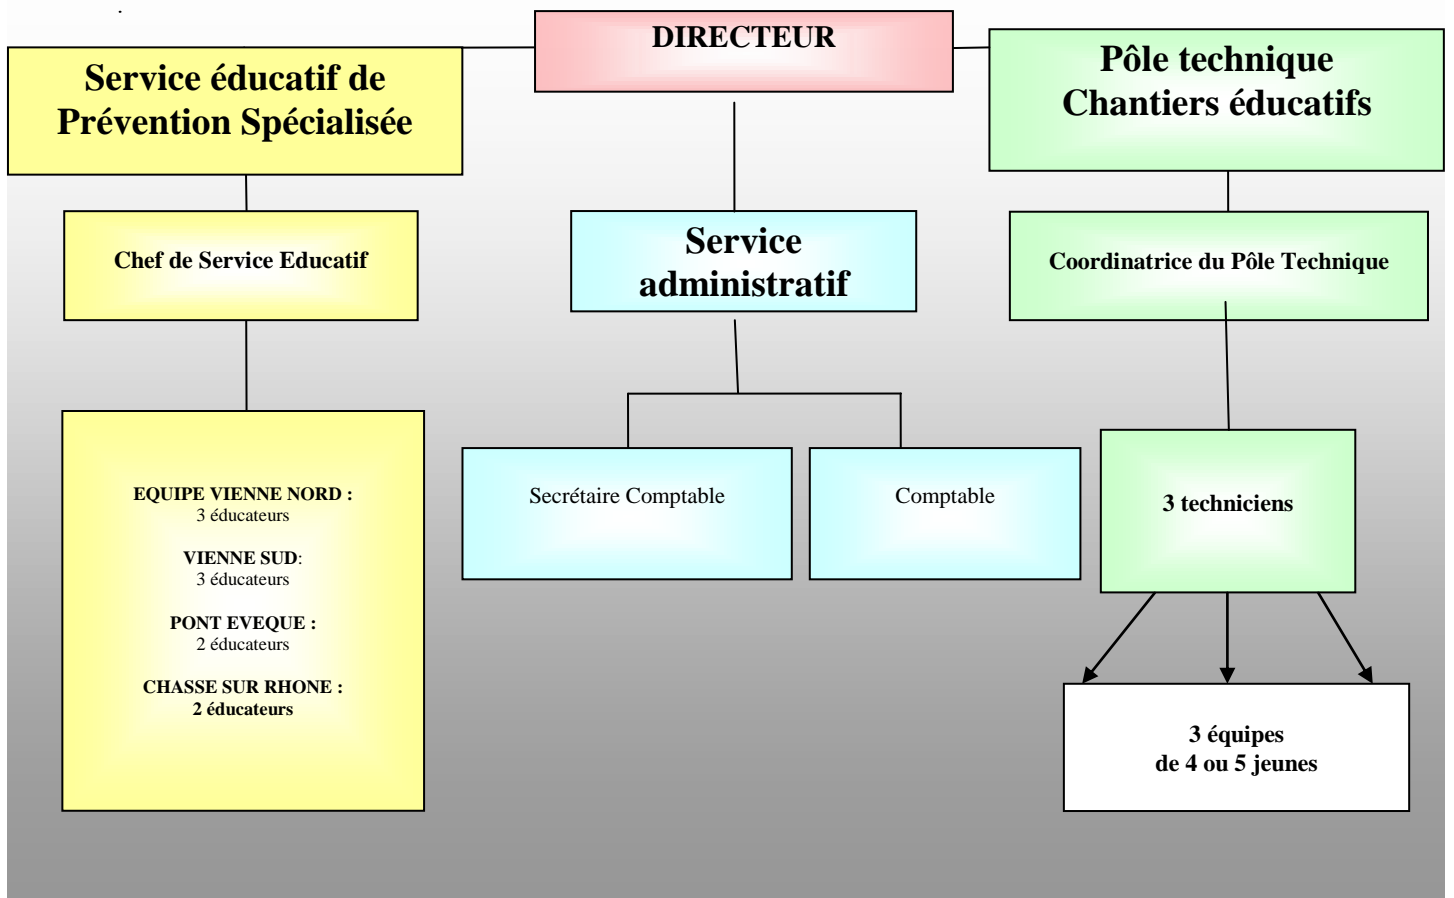 DIRECTEUR
Service éducatif de
Prévention Spécialisée
Pôle technique
Chantiers éducatifs
Chef de Service Educatif
Service
administratif
Coordinatrice du Pôle Technique
EQUIPE VIENNE NORD :
3 éducateurs
VIENNE SUD:
3 éducateurs
PONT EVEQUE :
2 éducateurs
CHASSE SUR RHONE :
2 éducateurs
Secrétaire Comptable
Comptable
3 techniciens
3 équipes
de 4 ou 5 jeunes